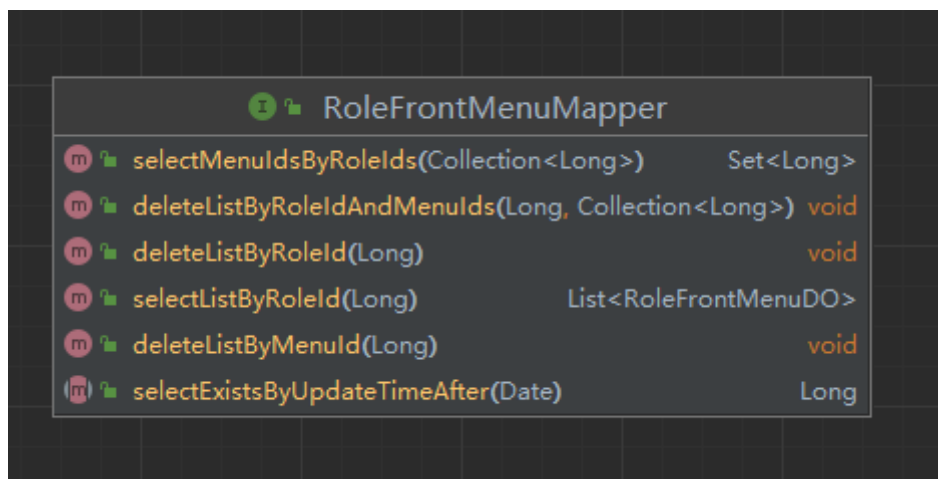 RoleFrontMenuMapper
selectMenuIdsByRoleIds(Collection<Long>) Set<Long>
deleteListByRoleIdAndMenuIds(Long, Collection<Long>) void
deleteListByRoleId(Long) void
selectListByRoleId(Long) List<RoleFrontMenuDO>
deleteListByMenuId(Long) void
selectExistsByUpdateTimeAfter(Date) Long